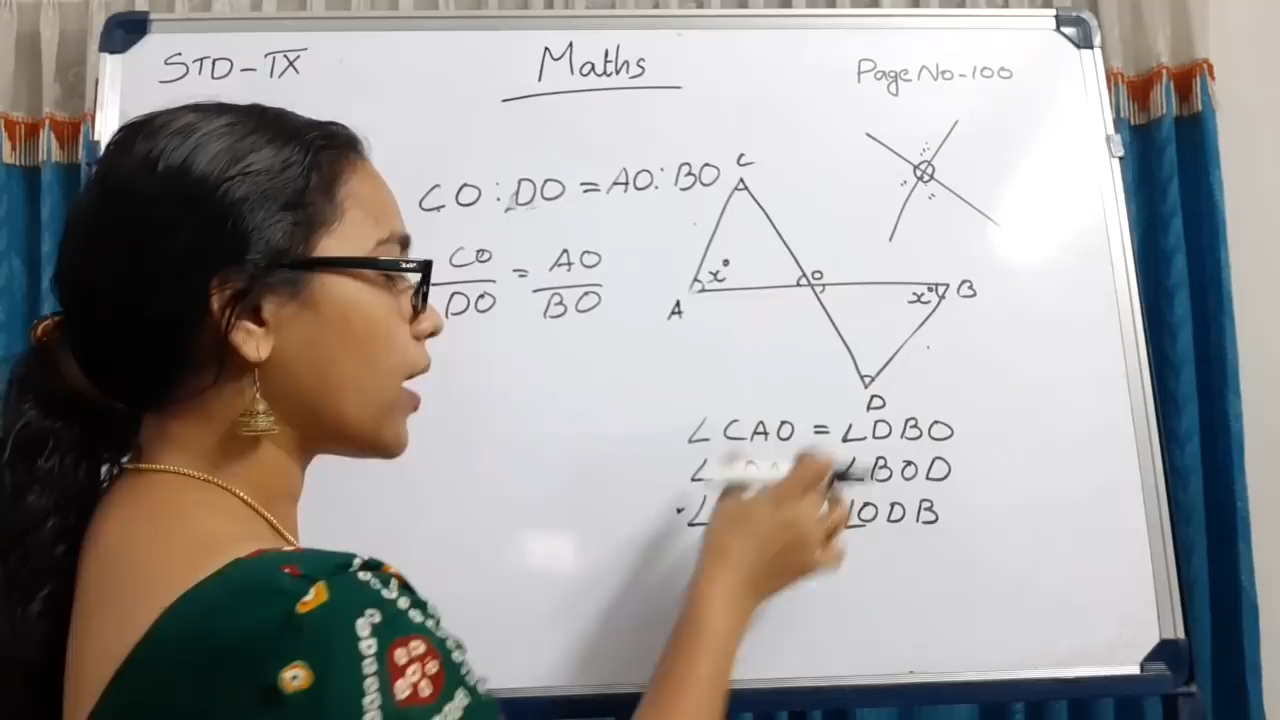 STD-IX
Maths
Page No-100
CO:DO = AO:BO
CO/DO = AO/BO
C
x°
O
A
x°
B
D
∠CAO = ∠DBO
∠ ∠BOD
∠ ∠ODB